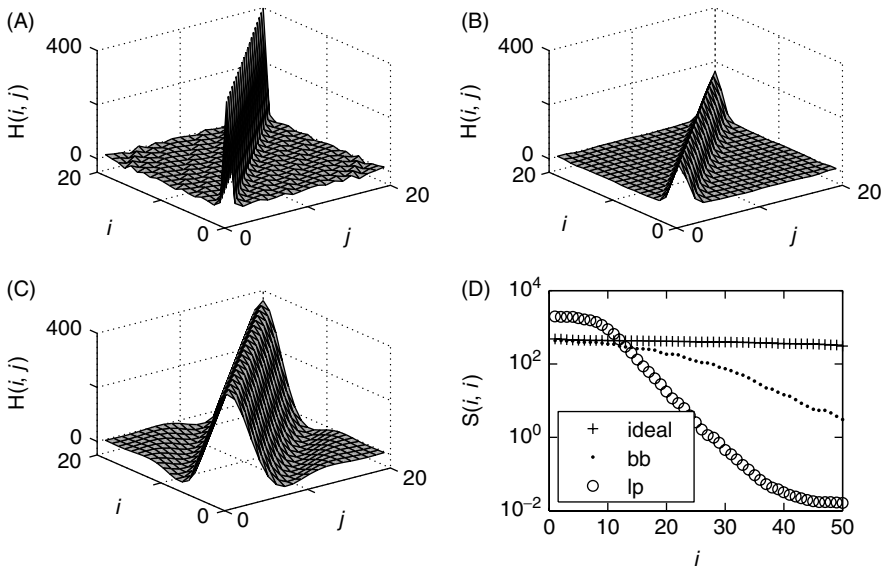 (A)
400
H(i, j)
0
20
i
0
0
j
20
(B)
400
H(i, j)
0
20
i
0
0
j
20
(C)
400
H(i, j)
0
20
i
0
0
j
20
(D)
10^4
10^2
10^0
10^-2
S(i, i)
+ ideal
· bb
○ lp
0 10 20 30 40 50
i